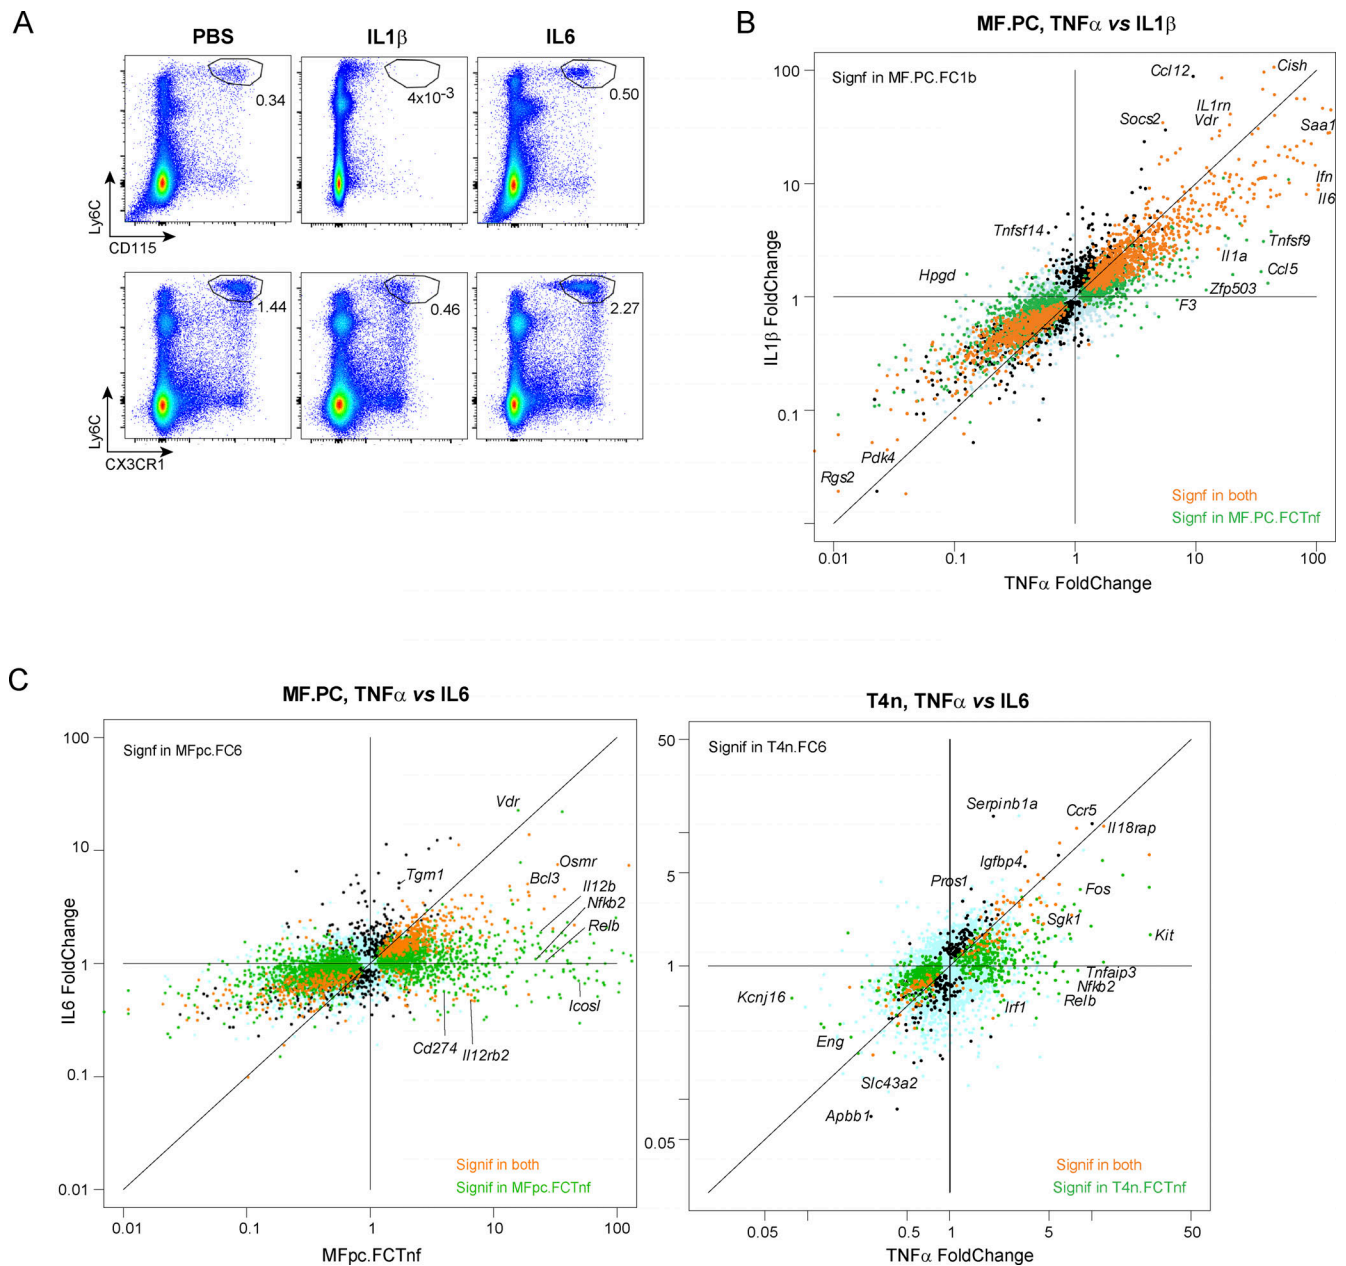 A
PBS
IL1β
IL6
0.34
4x10-3
0.50
Ly6C
CD115
1.44
0.46
2.27
Ly6C
CX3CR1
B
MF.PC, TNFα vs IL1β
Signf in MF.PC.FC1b
100
10
1
0.1
IL1β FoldChange
Ccl12
Cish
IL1rn
Vdr
Socs2
Saa1
Ifn
Il6
Tnfsf14
Tnfsf9
Il1a
Hpgd
Ccl5
Zfp503
F3
Pdk4
Rgs2
Signf in both
Signf in MF.PC.FCTnf
0.01
0.1
1
10
100
TNFα FoldChange
C
MF.PC, TNFα vs IL6
Signf in MFpc.FC6
100
10
1
0.1
0.01
IL6 FoldChange
Vdr
Osmr
Tgm1
Bcl3
Il12b
Nfkb2
Relb
Icosl
Cd274
Il12rb2
Signif in both
Signif in MFpc.FCTnf
0.01
0.1
1
10
100
MFpc.FCTnf
T4n, TNFα vs IL6
Signif in T4n.FC6
50
5
1
0.05
Serpinb1a
Ccr5
Il18rap
Igfbp4
Pros1
Fos
Sgk1
Kit
Tnfaip3
Nfkb2
Relb
Kcnj16
Irf1
Eng
Slc43a2
Apbb1
Signif in both
Signif in T4n.FCTnf
0.05
0.5
1
5
50
TNFα FoldChange